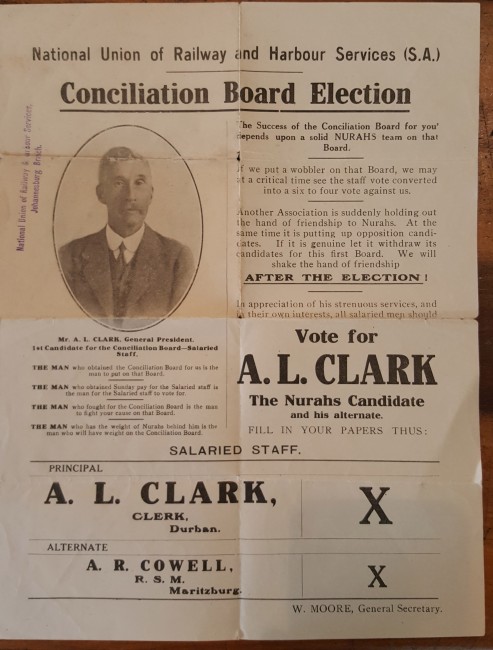 National Union of Railway and Harbour Services (S.A.)
Conciliation Board Election
National Union of Railway & Harbour Services,
Johannesburg Branch.
The Success of the Conciliation Board for you
depends upon a solid NURAHS team on that
Board.
If we put a wobbler on that Board, we may
at a critical time see the staff vote converted
into a six to four vote against us.
Another Association is suddenly holding out
the hand of friendship to Nurahs. At the
same time it is putting up opposition candi-
dates. If it is genuine let it withdraw its
candidates for this first Board. We will
shake the hand of friendship
AFTER THE ELECTION!
In appreciation of his strenuous services, and
in their own interests, all salaried men should
Mr. A. L. CLARK, General President.
1st Candidate for the Conciliation Board—Salaried
Staff.
THE MAN who obtained the Conciliation Board for us is the
man to put on that Board.
THE MAN who obtained Sunday pay for the Salaried staff is
the man for the Salaried staff to vote for.
THE MAN who fought for the Conciliation Board is the man
to fight your cause on that Board.
THE MAN who has the weight of Nurahs behind him is the
man who will have weight on the Conciliation Board.
Vote for
A. L. CLARK
The Nurahs Candidate
and his alternate.
FILL IN YOUR PAPERS THUS:
SALARIED STAFF.
PRINCIPAL
A. L. CLARK,
CLERK,
Durban.
X
ALTERNATE
A. R. COWELL,
R. S. M.
Maritzburg.
X
W. MOORE, General Secretary.